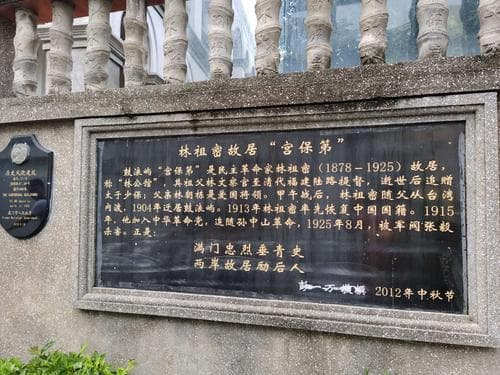 历史风貌建筑
林祖密故居“宫保第”
鼓浪屿“宫保第”是民主革命家林祖密（1878-1925）故居，
称“林公馆”，其祖父林文察官至清代福建陆路提督，逝世后追赠
太子少保；父亲林朝栋是爱国将领。甲午战后，林祖密随父从台湾
，1904年迁居鼓浪屿。1913年林祖密率先恢复中国国籍。1915
年，他加入中华革命党，追随孙中山革命，1925年8月，被军阀张毅
杀害。正是：
满门忠烈垂青史
两岸故居励后人
2012年中秋节